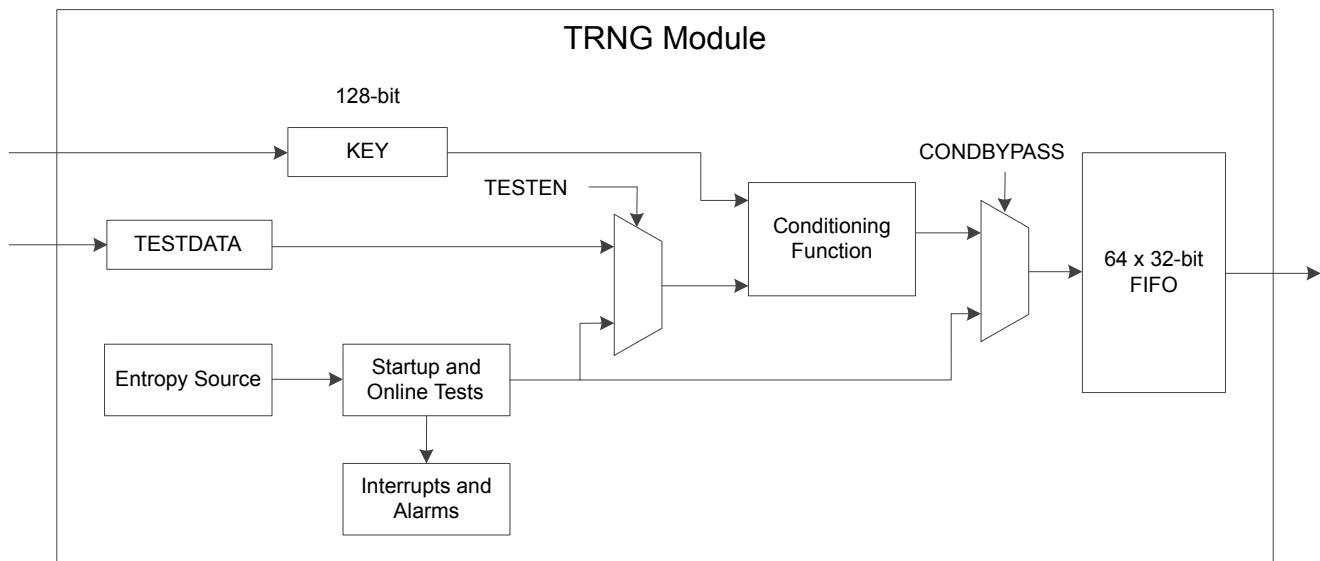 TRNG Module
128-bit
KEY
CONDBYPASS
TESTEN
TESTDATA
Conditioning
Function
64 x 32-bit
FIFO
Entropy Source
Startup and
Online Tests
Interrupts and
Alarms